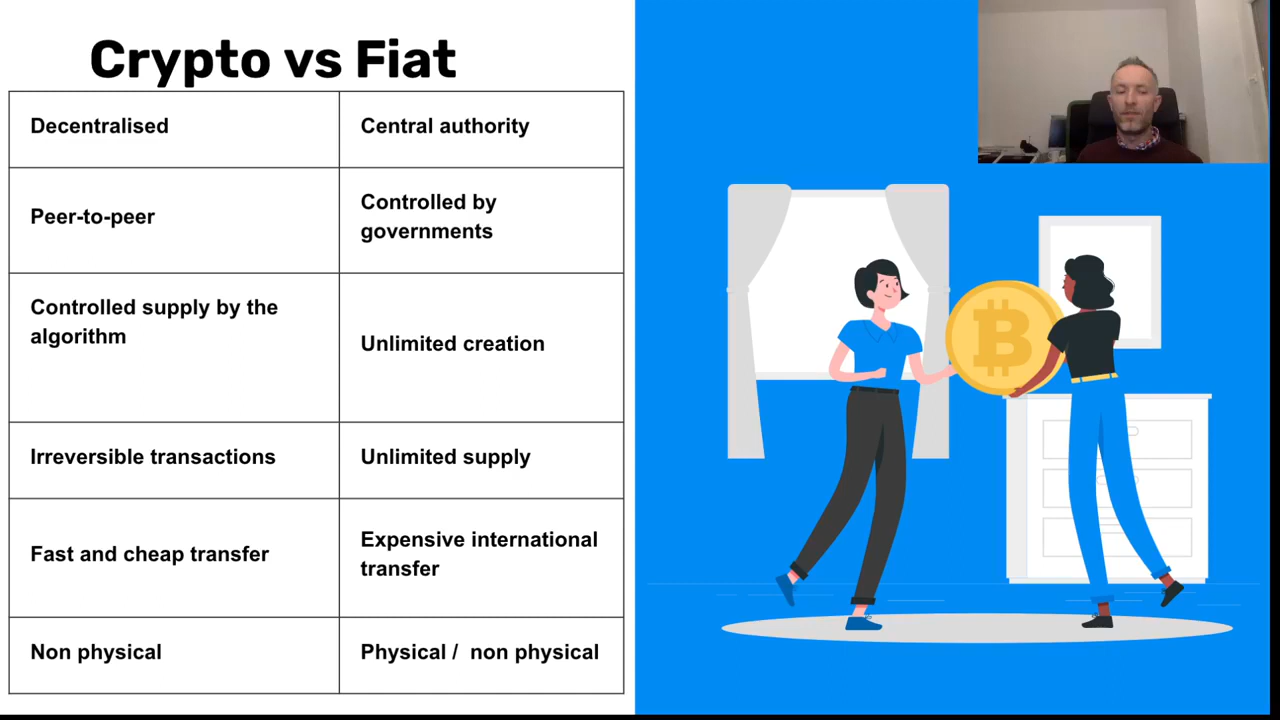 Crypto vs Fiat
Decentralised
Central authority
Peer-to-peer
Controlled by
governments
Controlled supply by the
algorithm
Unlimited creation
Irreversible transactions
Unlimited supply
Fast and cheap transfer
Expensive international
transfer
Non physical
Physical / non physical
B